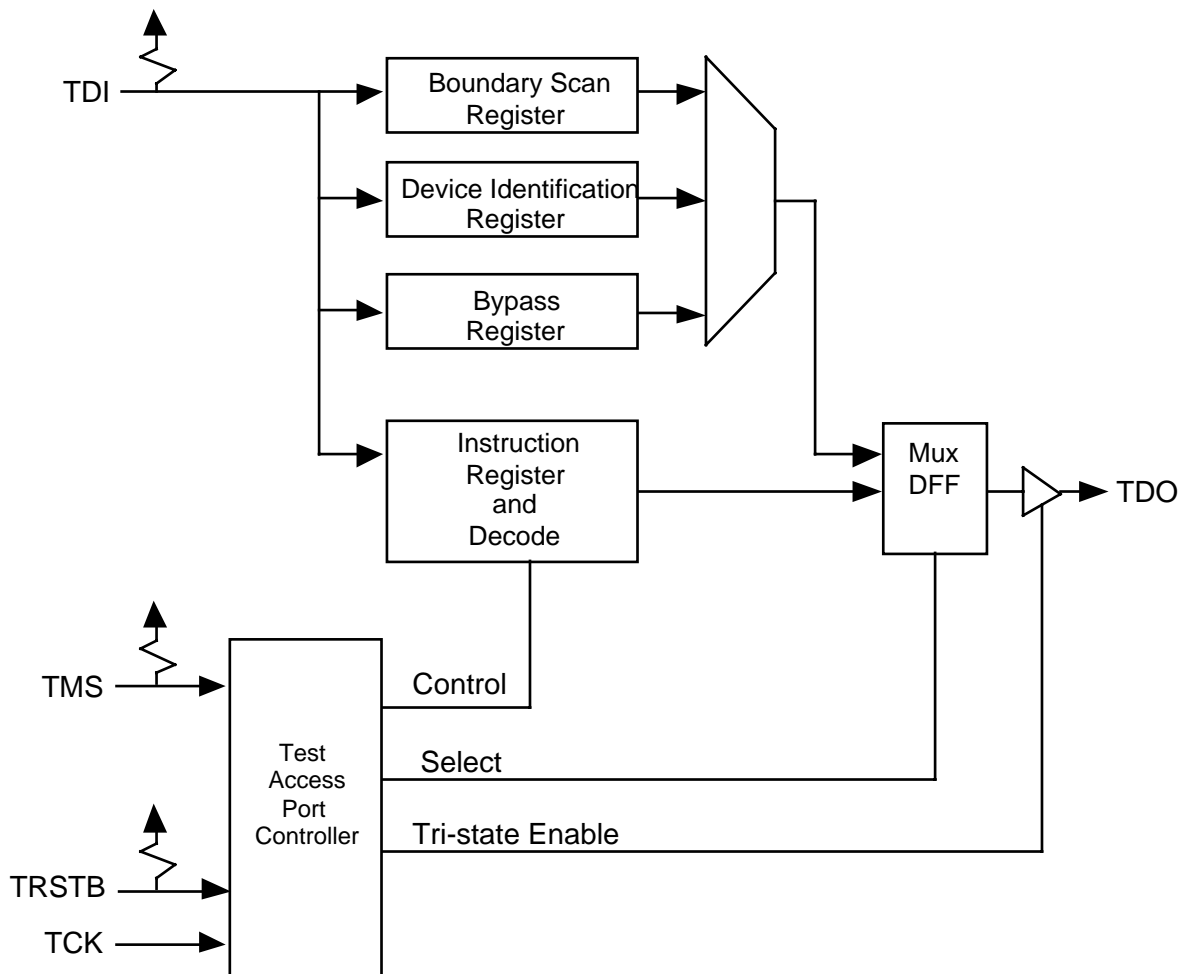 TDI
Boundary Scan
Register
Device Identification
Register
Bypass
Register
Instruction
Register
and
Decode
Mux
DFF
TDO
TMS
Control
Test
Access
Port
Controller
Select
Tri-state Enable
TRSTB
TCK